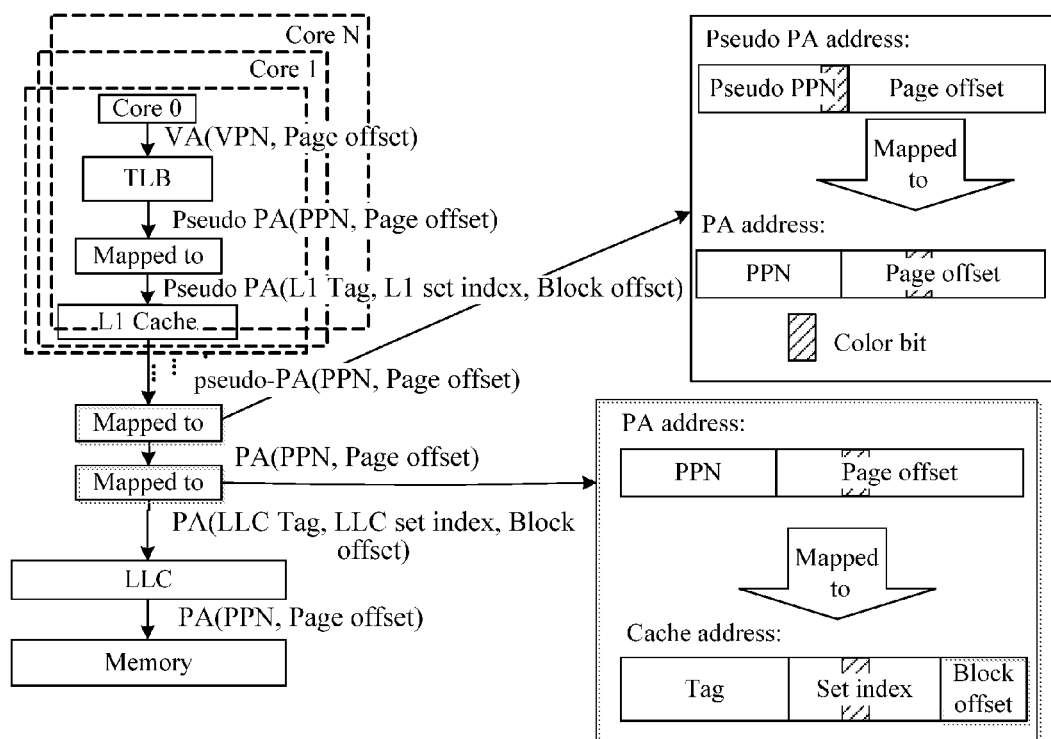 Core N
Core 1
Core 0
VA(VPN, Page offset)
TLB
Pseudo PA(PPN, Page offset)
Mapped to
Pseudo PA(L1 Tag, L1 set index, Block offset)
L1 Cache
pseudo-PA(PPN, Page offset)
Mapped to
PA(PPN, Page offset)
Mapped to
PA(LLC Tag, LLC set index, Block
offset)
LLC
PA(PPN, Page offset)
Memory
Pseudo PA address:
Pseudo PPN Page offset
Mapped
to
PA address:
PPN Page offset
Color bit
PA address:
PPN Page offset
Mapped
to
Cache address:
Tag Set index Block
offset